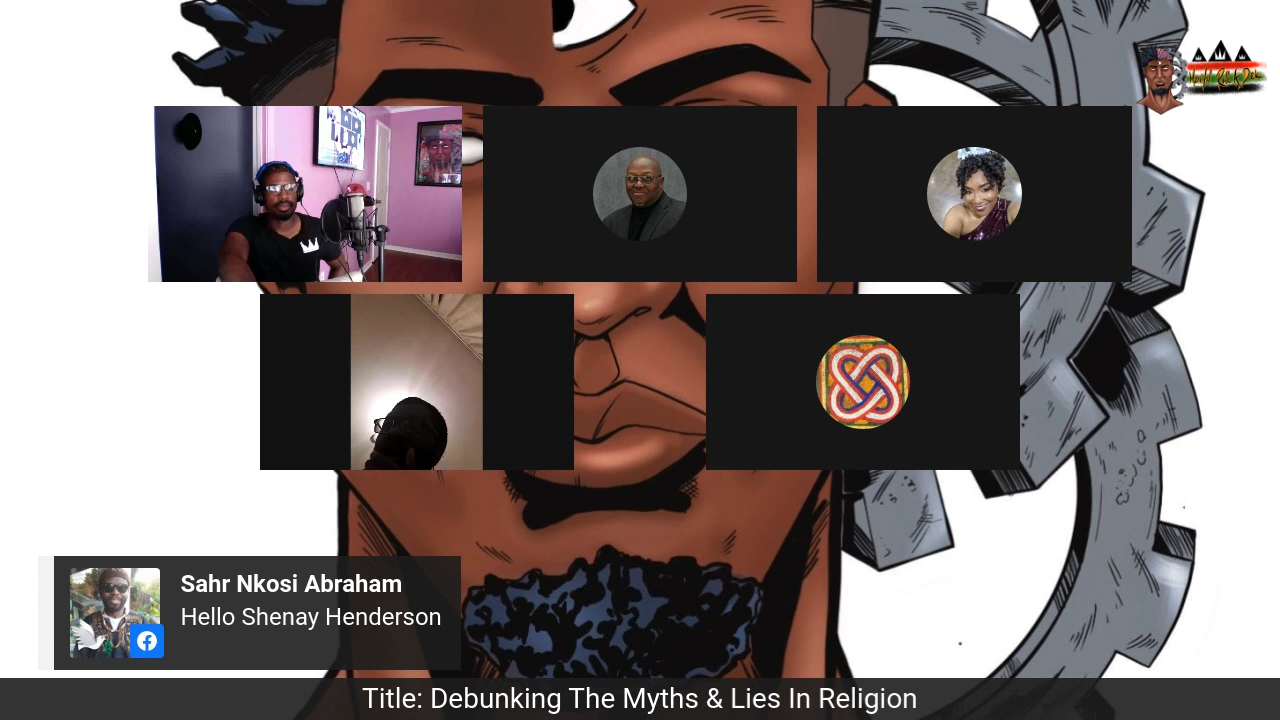 Sahr Nkosi Abraham
Hello Shenay Henderson
Title: Debunking The Myths & Lies In Religion